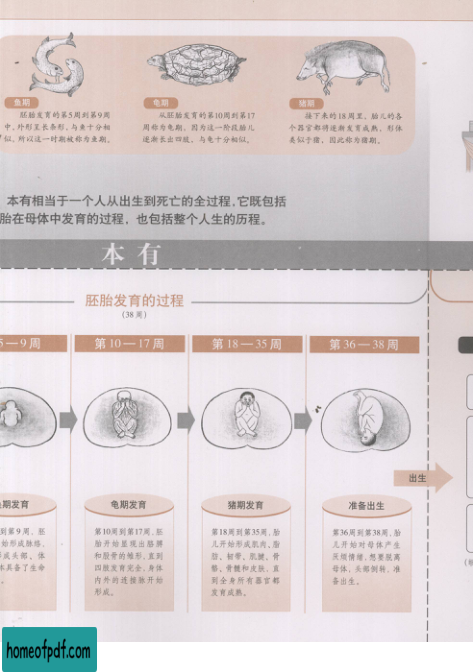 鱼期
胚胎发育的第5周到第9周
中，外形呈长条形，与鱼十分相
似，所以这一时期被称为鱼期。
龟期
从胚胎发育的第10周到第17
周称为龟期，因为这一阶段胎儿
逐渐长出四肢，与龟十分相似。
猪期
接下来的18周里，胎儿的各
个器官都将逐渐发育成熟，形体
类似于猪，因此称为猪期。
本有相当于一个人从出生到死亡的全过程，它既包括
胎在母体中发育的过程，也包括整个人生的历程。
本有
胚胎发育的过程
(38周)
5—9周
第10—17周
第18—35周
第36—38周
出生
鱼期发育
到第9周，胚
始形成脉络，
形成头部、体
本具备了生命
。
龟期发育
第10周到第17周，胚
胎开始显现出胳膊
和股骨的雏形，直到
四肢发育完全，身体
内外的连接脉开始
形成。
猪期发育
第18周到第35周，胎
儿开始形成肌肉、脂
肪、韧带、肌腱、骨
骼、骨髓和皮肤，直
到全身所有器官都
发育成熟。
准备出生
第36周到第38周，胎
儿开始对母体产生
厌烦情绪，想要脱离
母体，头部倒转，准
备出生。
homeofpdf.com